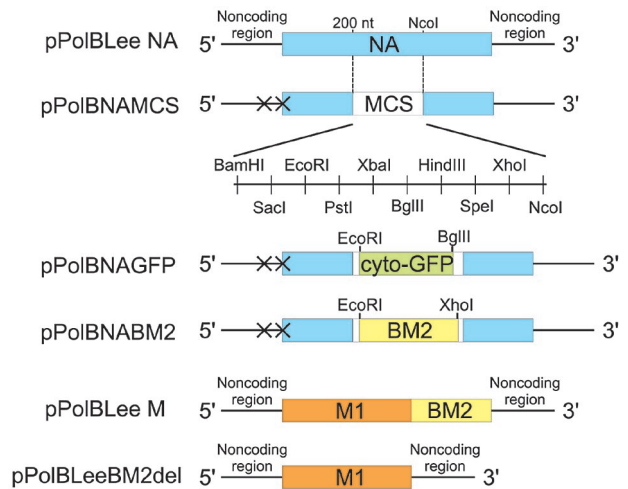 Noncoding region 200 nt NcoI Noncoding region
pPolBLee NA 5' NA 3'
pPolBNAMCS 5' MCS 3'
BamHI EcoRI XbaI HindIII XhoI
SacI PstI BglII SpeI NcoI
EcoRI BglII
pPolBNAGFP 5' cyto-GFP 3'
EcoRI XhoI
pPolBNABM2 5' BM2 3'
Noncoding region Noncoding region
pPolBLee M 5' M1 BM2 3'
Noncoding region Noncoding region
pPolBLeeBM2del 5' M1 3'